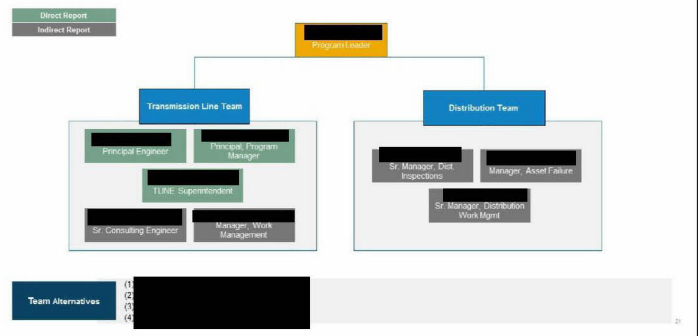 Direct Report
Indirect Report
Program Leader
Transmission Line Team
Distribution Team
Principal Engineer
Principal, Program
Manager
TLINE Superintendent
Sr. Consulting Engineer
Manager, Work
Management
Sr. Manager, Dist.
Inspections
Manager, Asset Failure
Sr. Manager, Distribution
Work Mgmt
Team Alternatives
(1)
(2)
(3)
(4)
21